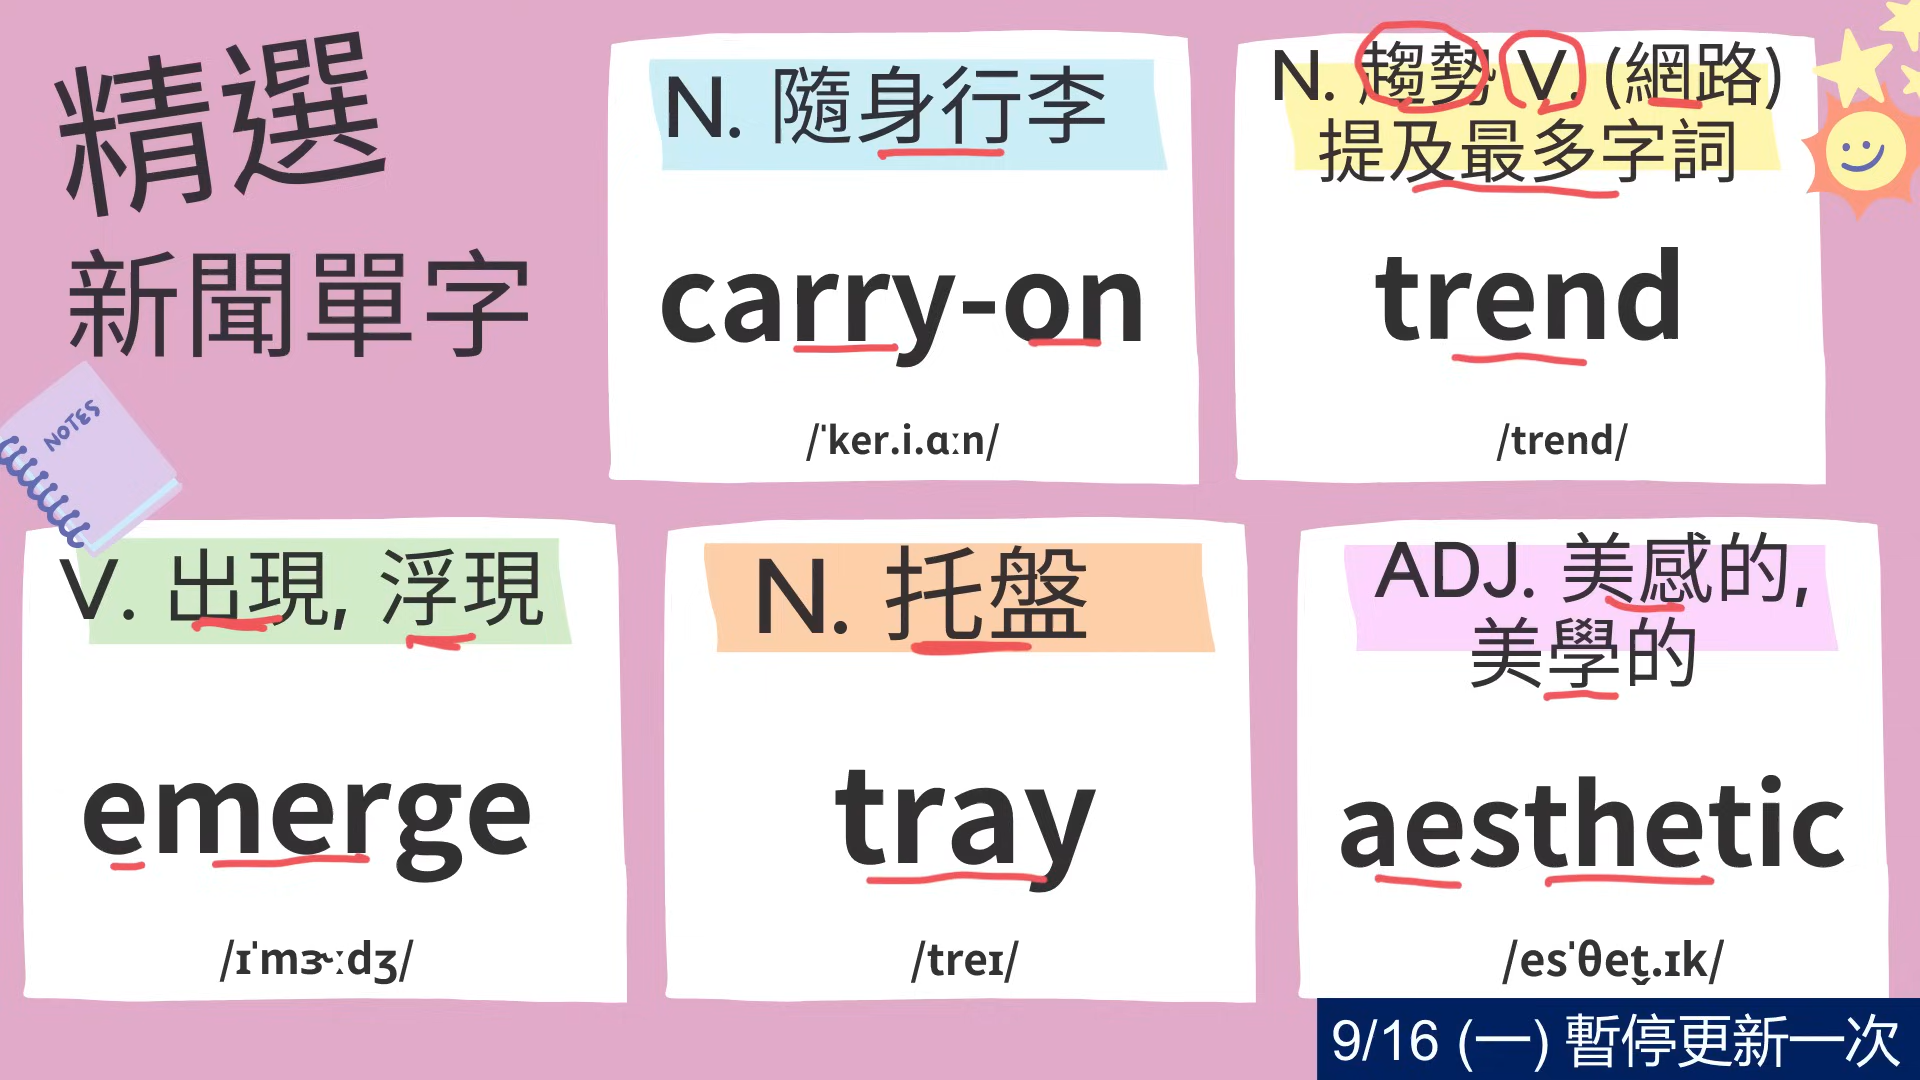 精選
新聞單字
NOTES
N. 隨身行李
carry-on
/ˈker.i.ɑːn/
N. 趨勢 V. (網路)
提及最多字詞
trend
/trend/
V. 出現, 浮現
emerge
/ɪˈmɝːdʒ/
N. 托盤
tray
/treɪ/
ADJ. 美感的,
美學的
aesthetic
/esˈθet̬.ɪk/
9/16 (一) 暫停更新一次